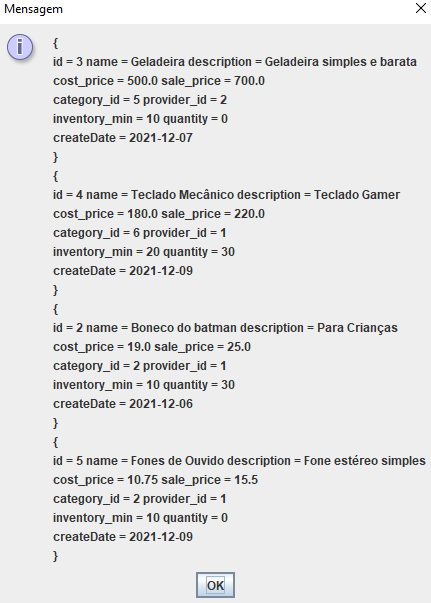 Mensagem
{
id = 3 name = Geladeira description = Geladeira simples e barata
cost_price = 500.0 sale_price = 700.0
category_id = 5 provider_id = 2
inventory_min = 10 quantity = 0
createDate = 2021-12-07
}
{
id = 4 name = Teclado Mecânico description = Teclado Gamer
cost_price = 180.0 sale_price = 220.0
category_id = 6 provider_id = 1
inventory_min = 20 quantity = 30
createDate = 2021-12-09
}
{
id = 2 name = Boneco do batman description = Para Crianças
cost_price = 19.0 sale_price = 25.0
category_id = 2 provider_id = 1
inventory_min = 10 quantity = 30
createDate = 2021-12-06
}
{
id = 5 name = Fones de Ouvido description = Fone estéreo simples
cost_price = 10.75 sale_price = 15.5
category_id = 2 provider_id = 1
inventory_min = 10 quantity = 0
createDate = 2021-12-09
}
OK